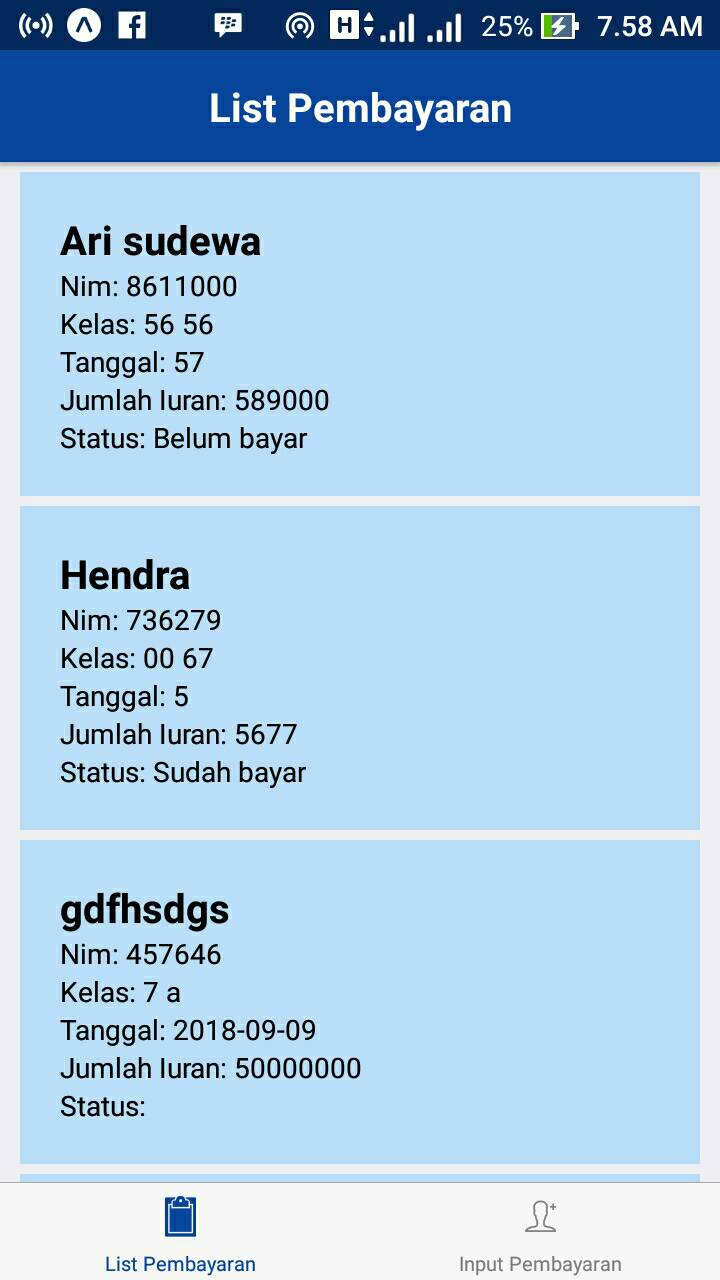 25% 7.58 AM
List Pembayaran
Ari sudewa
Nim: 8611000
Kelas: 56 56
Tanggal: 57
Jumlah Iuran: 589000
Status: Belum bayar
Hendra
Nim: 736279
Kelas: 00 67
Tanggal: 5
Jumlah Iuran: 5677
Status: Sudah bayar
gdfhsdgs
Nim: 457646
Kelas: 7 a
Tanggal: 2018-09-09
Jumlah Iuran: 50000000
Status:
List Pembayaran
Input Pembayaran